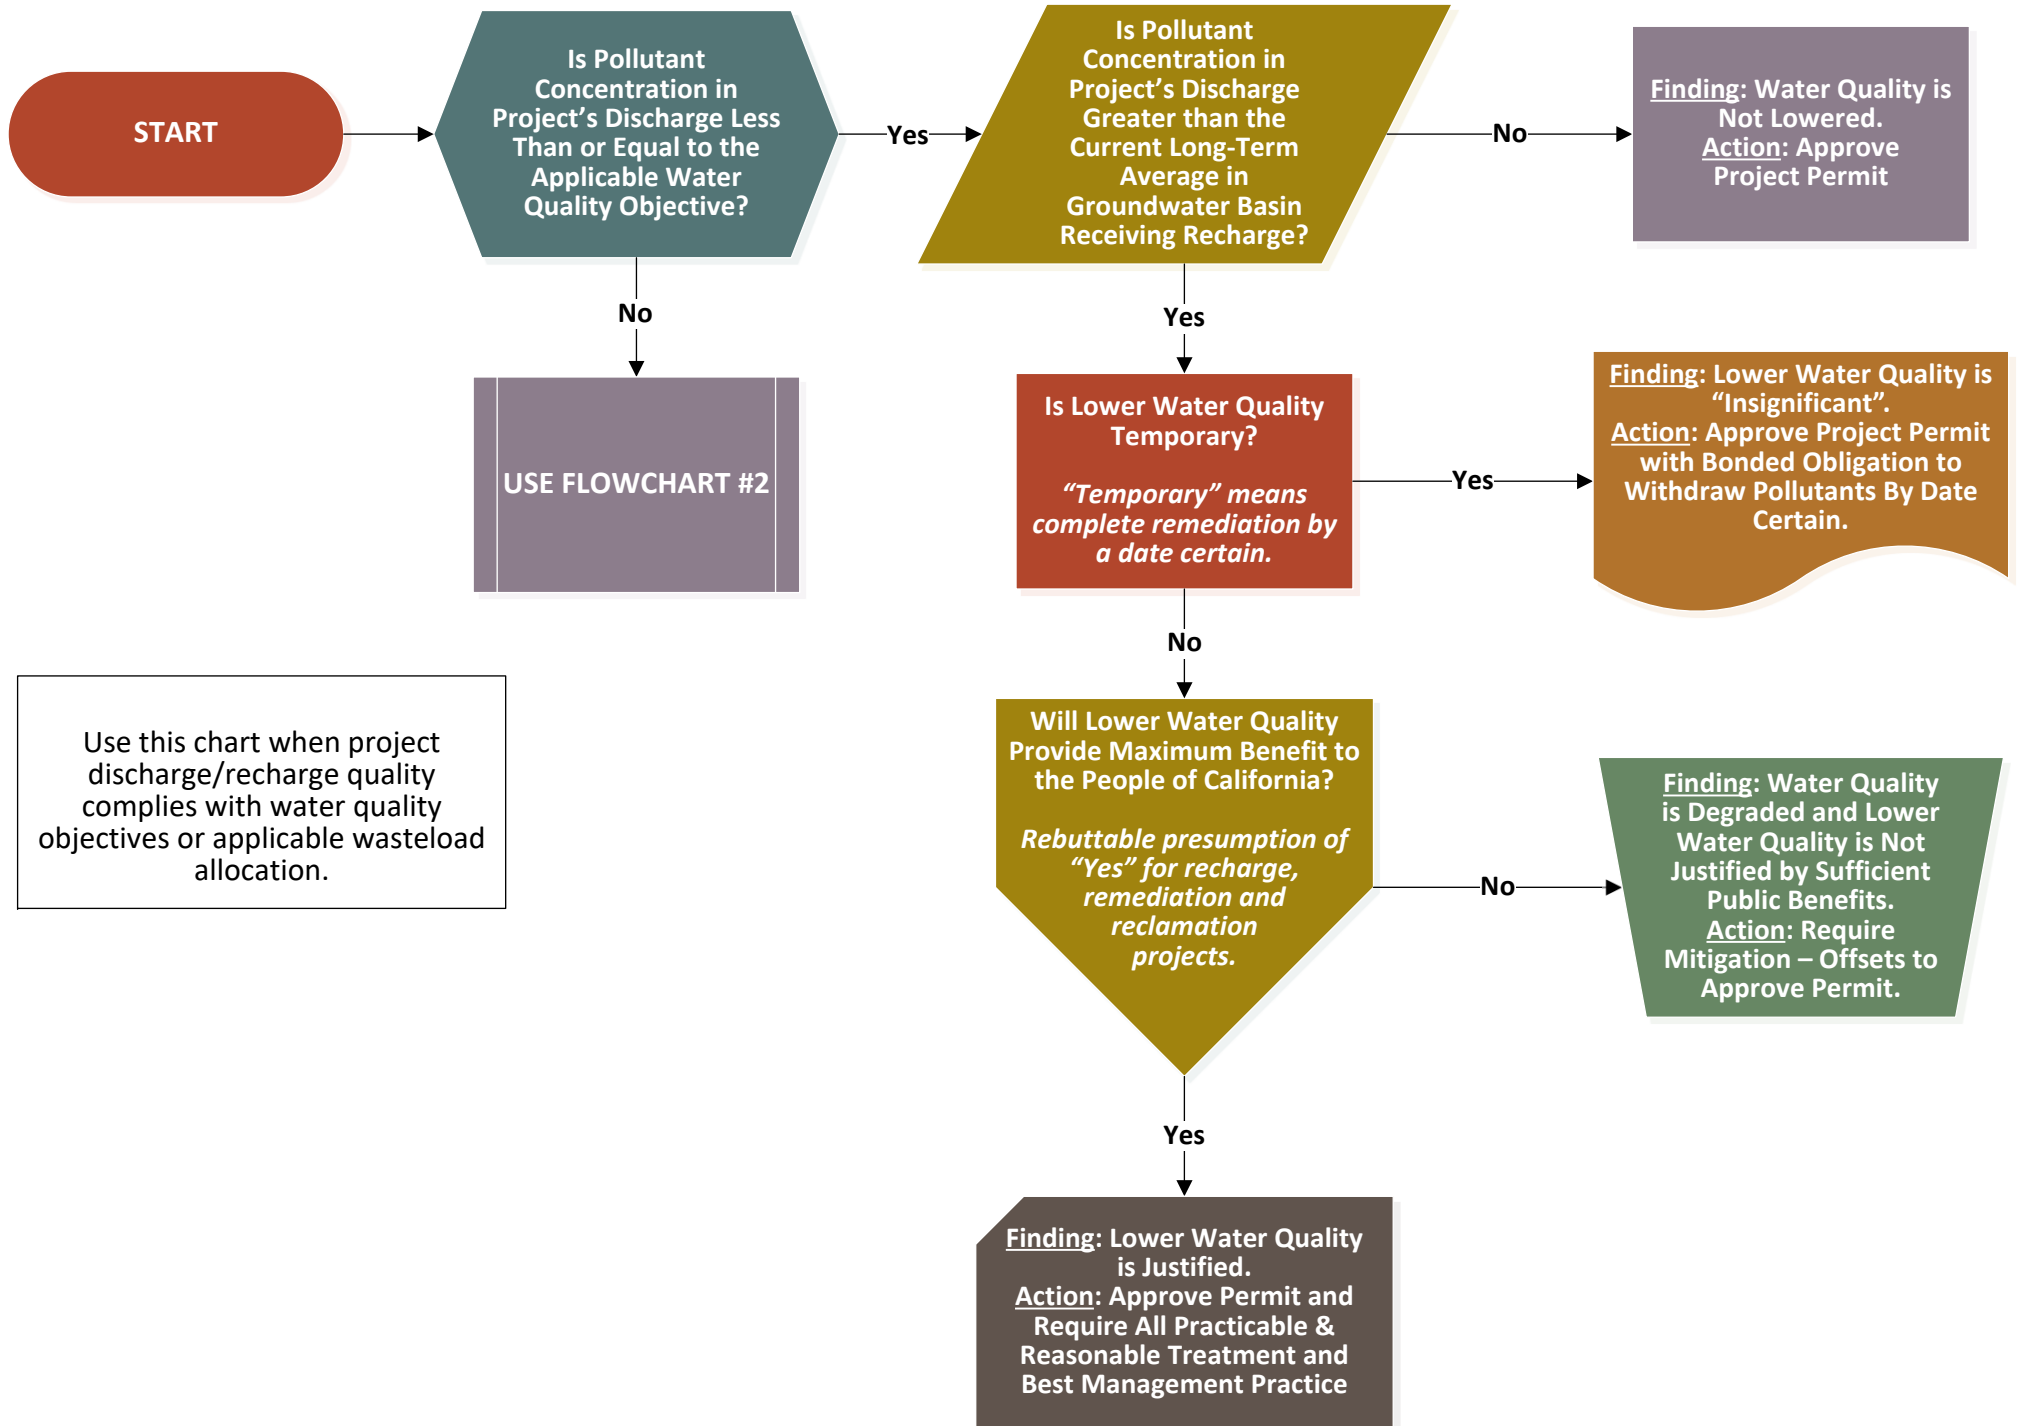 START
Is Pollutant
Concentration in
Project’s Discharge Less
Than or Equal to the
Applicable Water
Quality Objective?
Yes
Is Pollutant
Concentration in
Project’s Discharge
Greater than the
Current Long-Term
Average in
Groundwater Basin
Receiving Recharge?
No
Finding: Water Quality is
Not Lowered.
Action: Approve
Project Permit
No
USE FLOWCHART #2
Yes
Is Lower Water Quality
Temporary?
“Temporary” means
complete remediation by
a date certain.
Yes
Finding: Lower Water Quality is
“Insignificant”.
Action: Approve Project Permit
with Bonded Obligation to
Withdraw Pollutants By Date
Certain.
No
Use this chart when project
discharge/recharge quality
complies with water quality
objectives or applicable wasteload
allocation.
Will Lower Water Quality
Provide Maximum Benefit to
the People of California?
Rebuttable presumption of
“Yes” for recharge,
remediation and
reclamation
projects.
No
Finding: Water Quality
is Degraded and Lower
Water Quality is Not
Justified by Sufficient
Public Benefits.
Action: Require
Mitigation – Offsets to
Approve Permit.
Yes
Finding: Lower Water Quality
is Justified.
Action: Approve Permit and
Require All Practicable &
Reasonable Treatment and
Best Management Practice